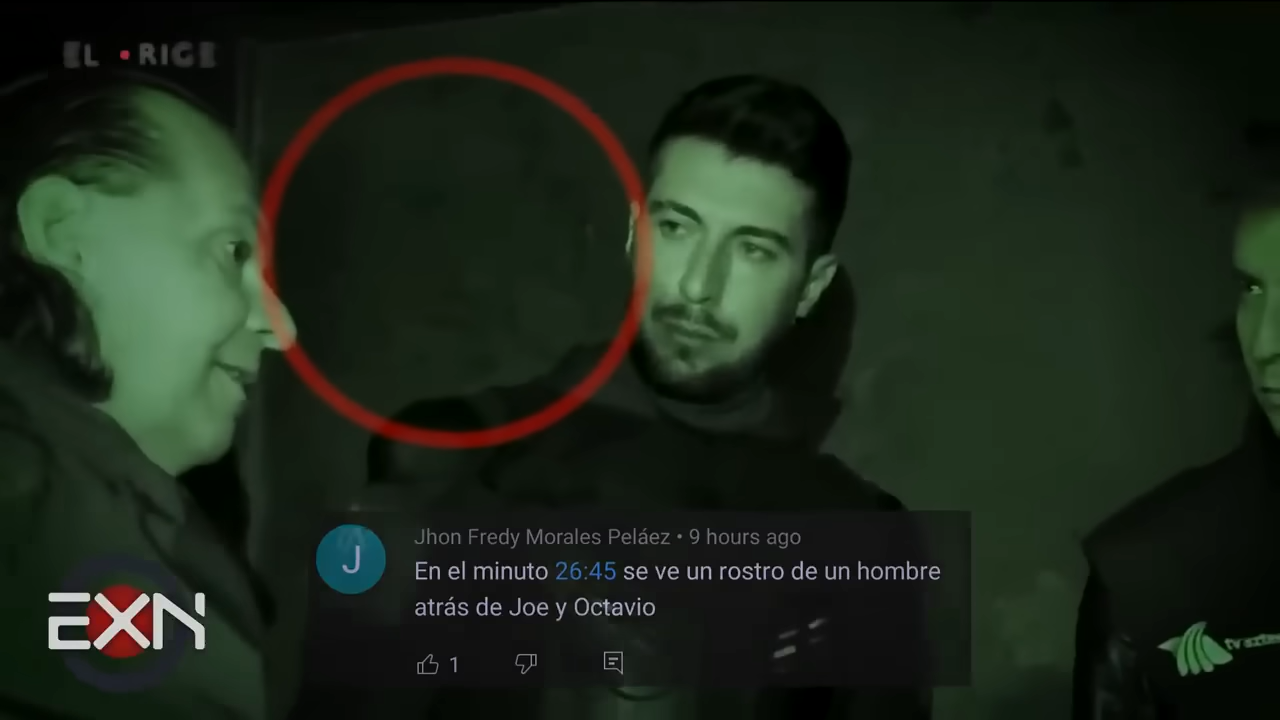 EL • RIGE
Jhon Fredy Morales Peláez • 9 hours ago
En el minuto 26:45 se ve un rostro de un hombre
atrás de Joe y Octavio
1
J
EXN